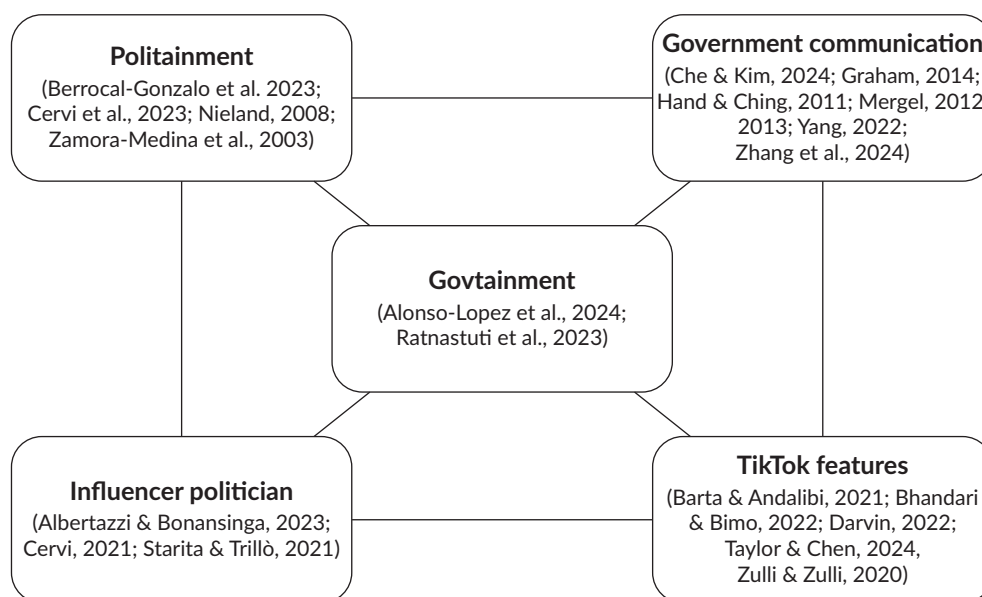 Politainment
(Berrocal-Gonzalo et al. 2023;
Cervi et al., 2023; Nieland, 2008;
Zamora-Medina et al., 2003)
Government communication
(Che & Kim, 2024; Graham, 2014;
Hand & Ching, 2011; Mergel, 2012
2013; Yang, 2022;
Zhang et al., 2024)
Govtainment
(Alonso-Lopez et al., 2024;
Ratnastuti et al., 2023)
Influencer politician
(Albertazzi & Bonansinga, 2023;
Cervi, 2021; Starita & Trillò, 2021)
TikTok features
(Barta & Andalibi, 2021; Bhandari
& Bimo, 2022; Darvin, 2022;
Taylor & Chen, 2024,
Zulli & Zulli, 2020)